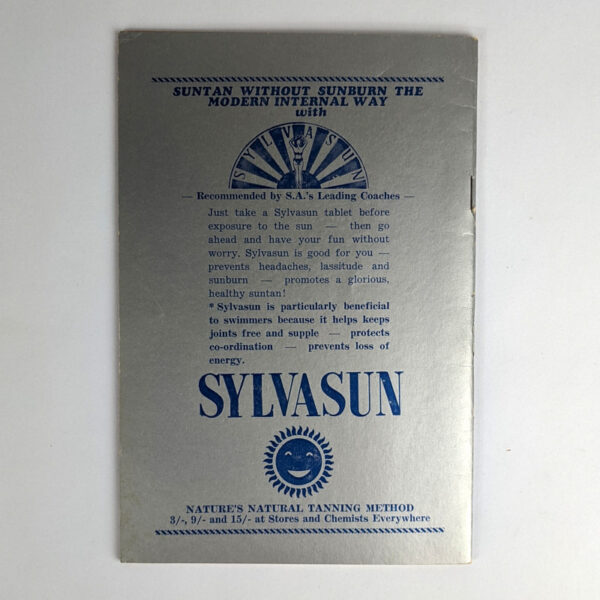 SUNTAN WITHOUT SUNBURN THE
MODERN INTERNAL WAY
with
SYLVASUN
— Recommended by S.A.'s Leading Coaches —
Just take a Sylvasun tablet before
exposure to the sun — then go
ahead and have your fun without
worry. Sylvasun is good for you —
prevents headaches, lassitude and
sunburn — promotes a glorious,
healthy suntan!
* Sylvasun is particularly beneficial
to swimmers because it helps keeps
joints free and supple — protects
co-ordination — prevents loss of
energy.
SYLVASUN
NATURE'S NATURAL TANNING METHOD
3/-, 9/- and 15/- at Stores and Chemists Everywhere